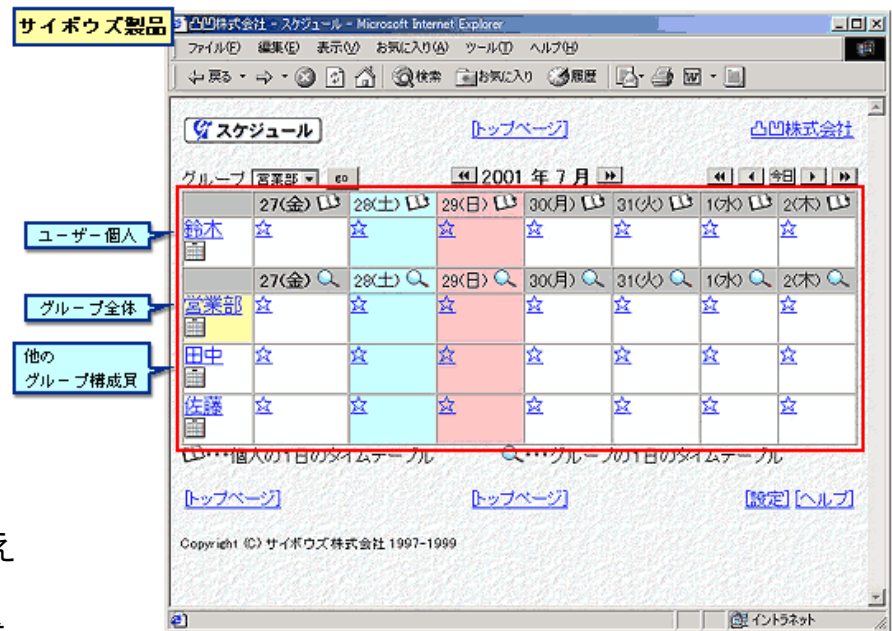 サイボウズ製品
凸凹株式会社 - スケジュール - Microsoft Internet Explorer
ファイル(F) 編集(E) 表示(V) お気に入り(A) ツール(T) ヘルプ(H)
戻る 検索 お気に入り 履歴
スケジュール [トップページ] 凸凹株式会社
グループ 営業部 go 2001 年 7 月 今日
27(金) 28(土) 29(日) 30(月) 31(火) 1(水) 2(木)
ユーザー個人 鈴木 ☆ ☆ ☆ ☆ ☆ ☆ ☆
27(金) 28(土) 29(日) 30(月) 31(火) 1(水) 2(木)
グループ全体 営業部 ☆ ☆ ☆ ☆ ☆ ☆ ☆
他の
グループ構成員
田中 ☆ ☆ ☆ ☆ ☆ ☆ ☆
佐藤 ☆ ☆ ☆ ☆ ☆ ☆ ☆
・・・個人の1日のタイムテーブル ・・・グループの1日のタイムテーブル
[トップページ] [トップページ] [設定] [ヘルプ]
え
Copyright (C) サイボウズ株式会社 1997-1999
イントラネット